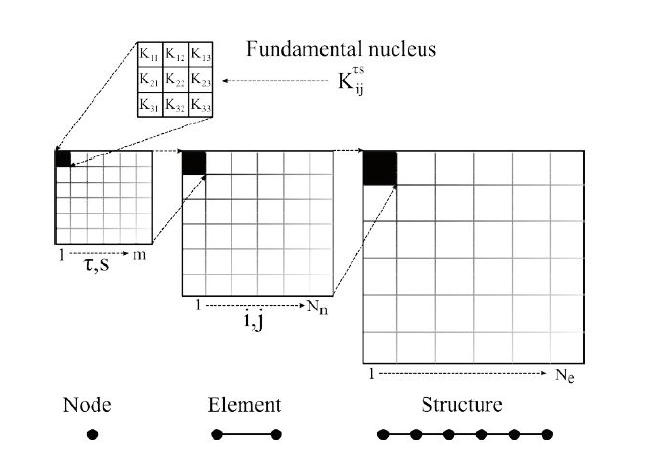 K11 K12 K13
Fundamental nucleus
K21 K22 K23
Kijτs
K31 K32 K33
1 m
τ,s
1 Nn
i,j
1 Ne
Node
Element
Structure